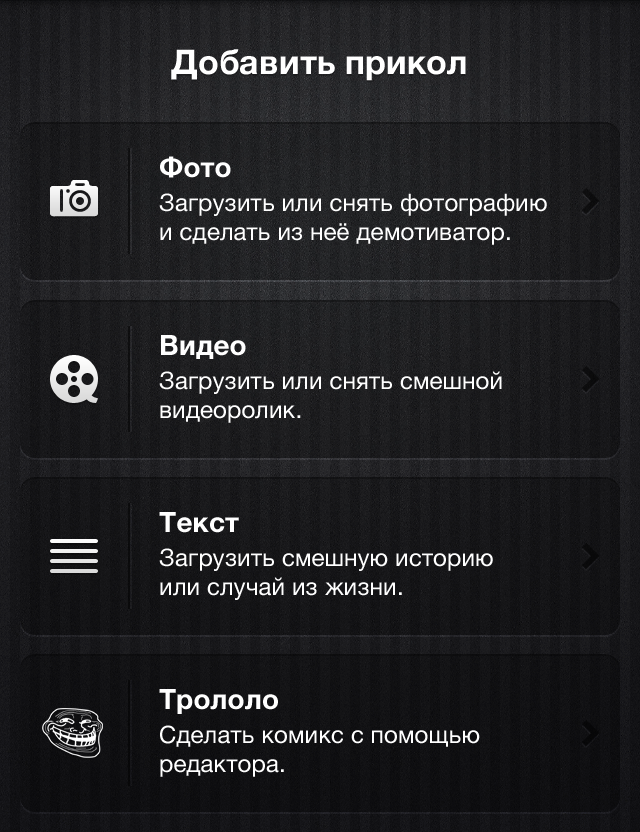 Добавить прикол
Фото
Загрузить или снять фотографию
и сделать из неё демотиватор.
Видео
Загрузить или снять смешной
видеоролик.
Текст
Загрузить смешную историю
или случай из жизни.
Трололо
Сделать комикс с помощью
редактора.